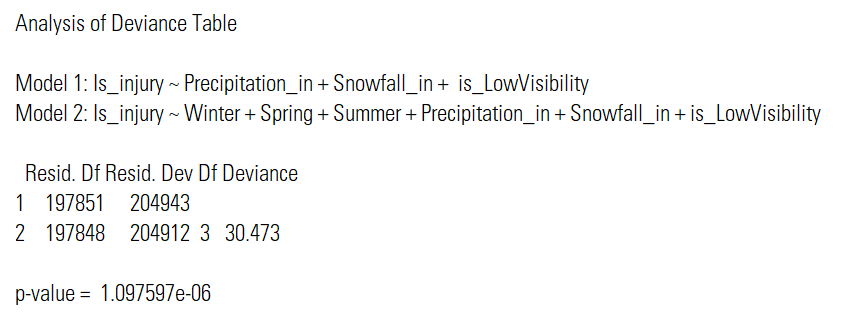 Analysis of Deviance Table
Model 1: Is_injury ~ Precipitation_in + Snowfall_in + is_LowVisibility
Model 2: Is_injury ~ Winter + Spring + Summer + Precipitation_in + Snowfall_in + is_LowVisibility
Resid. Df Resid. Dev Df Deviance
1 197851 204943
2 197848 204912 3 30.473
p-value = 1.097597e-06